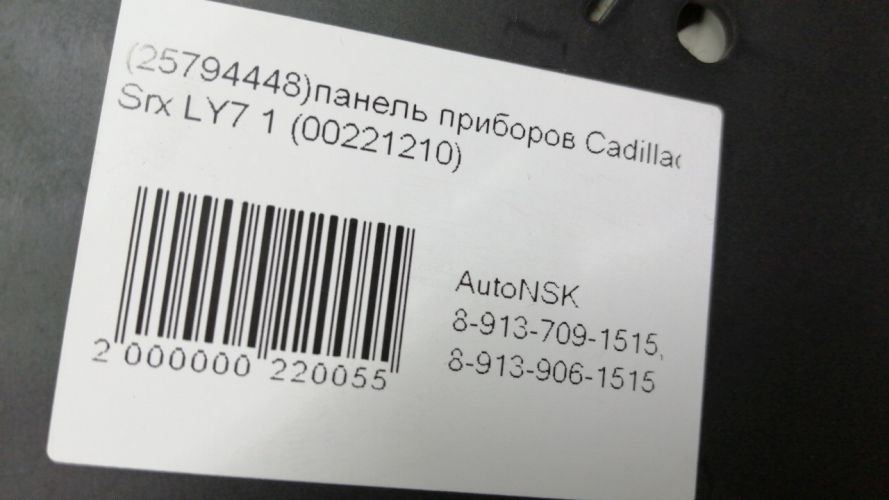 (25794448)панель приборов Cadillac
Srx LY7 1 (00221210)
AutoNSK
8-913-709-1515,
8-913-906-1515
2 000000 220055